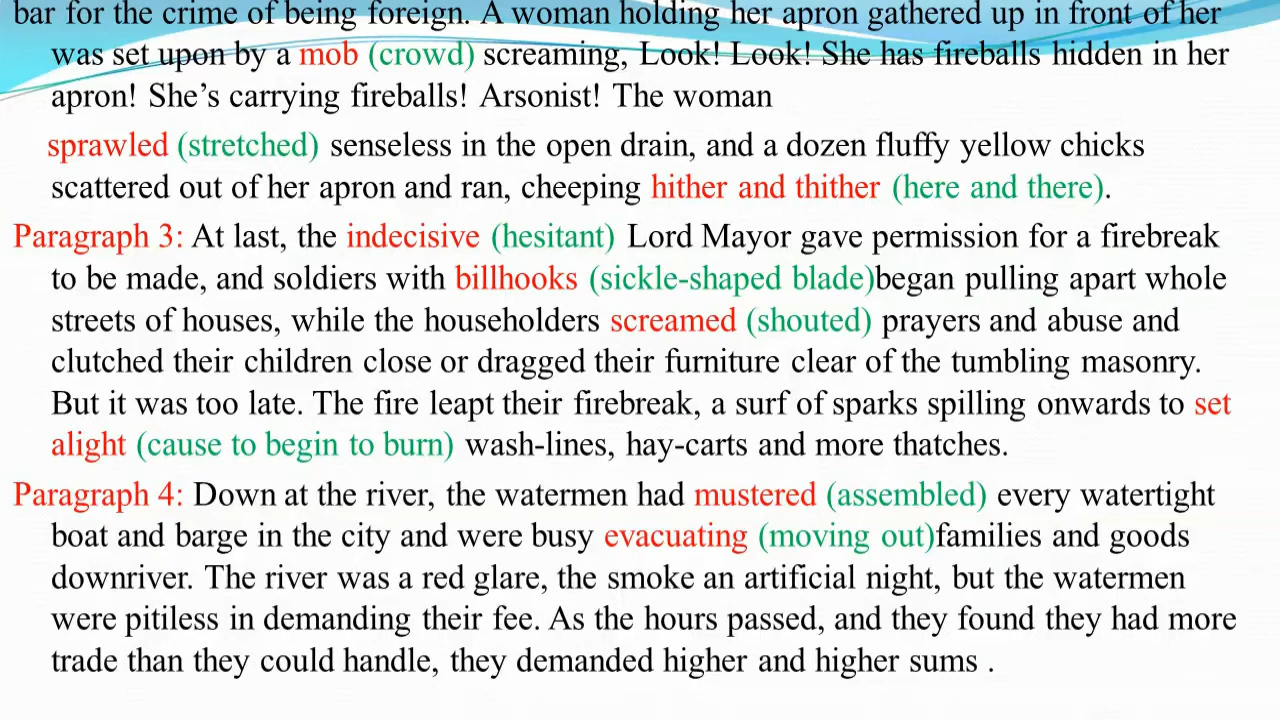 bar for the crime of being foreign. A woman holding her apron gathered up in front of her
was set upon by a mob (crowd) screaming, Look! Look! She has fireballs hidden in her
apron! She’s carrying fireballs! Arsonist! The woman
sprawled (stretched) senseless in the open drain, and a dozen fluffy yellow chicks
scattered out of her apron and ran, cheeping hither and thither (here and there).
Paragraph 3: At last, the indecisive (hesitant) Lord Mayor gave permission for a firebreak
to be made, and soldiers with billhooks (sickle-shaped blade)began pulling apart whole
streets of houses, while the householders screamed (shouted) prayers and abuse and
clutched their children close or dragged their furniture clear of the tumbling masonry.
But it was too late. The fire leapt their firebreak, a surf of sparks spilling onwards to set
alight (cause to begin to burn) wash-lines, hay-carts and more thatches.
Paragraph 4: Down at the river, the watermen had mustered (assembled) every watertight
boat and barge in the city and were busy evacuating (moving out)families and goods
downriver. The river was a red glare, the smoke an artificial night, but the watermen
were pitiless in demanding their fee. As the hours passed, and they found they had more
trade than they could handle, they demanded higher and higher sums .